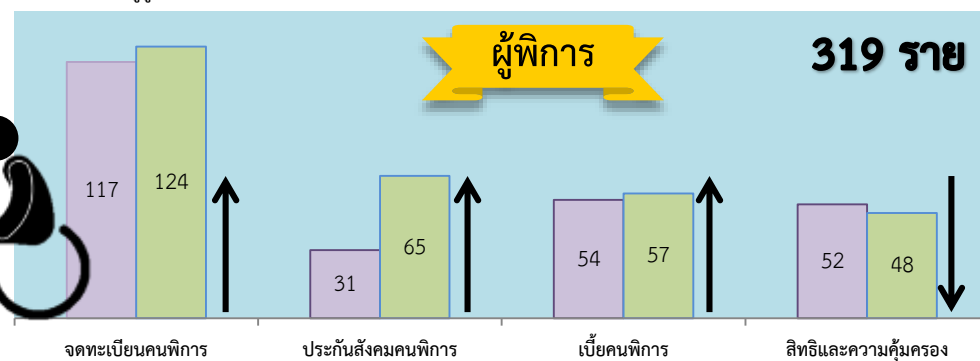 ผู้พิการ
319 ราย
117
124
31
65
54
57
52
48
จดทะเบียนคนพิการ
ประกันสังคมคนพิการ
เบี้ยคนพิการ
สิทธิและความคุ้มครอง